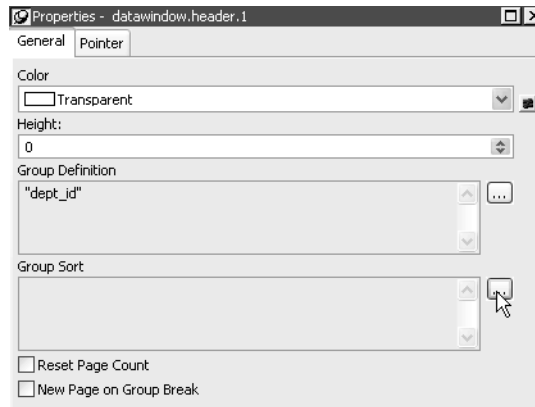 Properties - datawindow.header.1
General Pointer
Color
Transparent
Height:
0
Group Definition
"dept_id"
...
Group Sort
...
Reset Page Count
New Page on Group Break